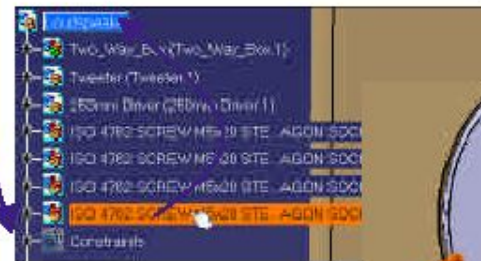 Loudspeaker
Two_Way_Box (Two_Way_Box.1)
Tweeter (Tweeter.1)
260mm Driver (260mm Driver.1)
ISO 4762 SCREW M5x20 STE...AGON SOCK
ISO 4762 SCREW M5x20 STE...AGON SOCK
ISO 4762 SCREW M5x20 STE...AGON SOCK
ISO 4762 SCREW M5x20 STE...AGON SOCK
Constraints